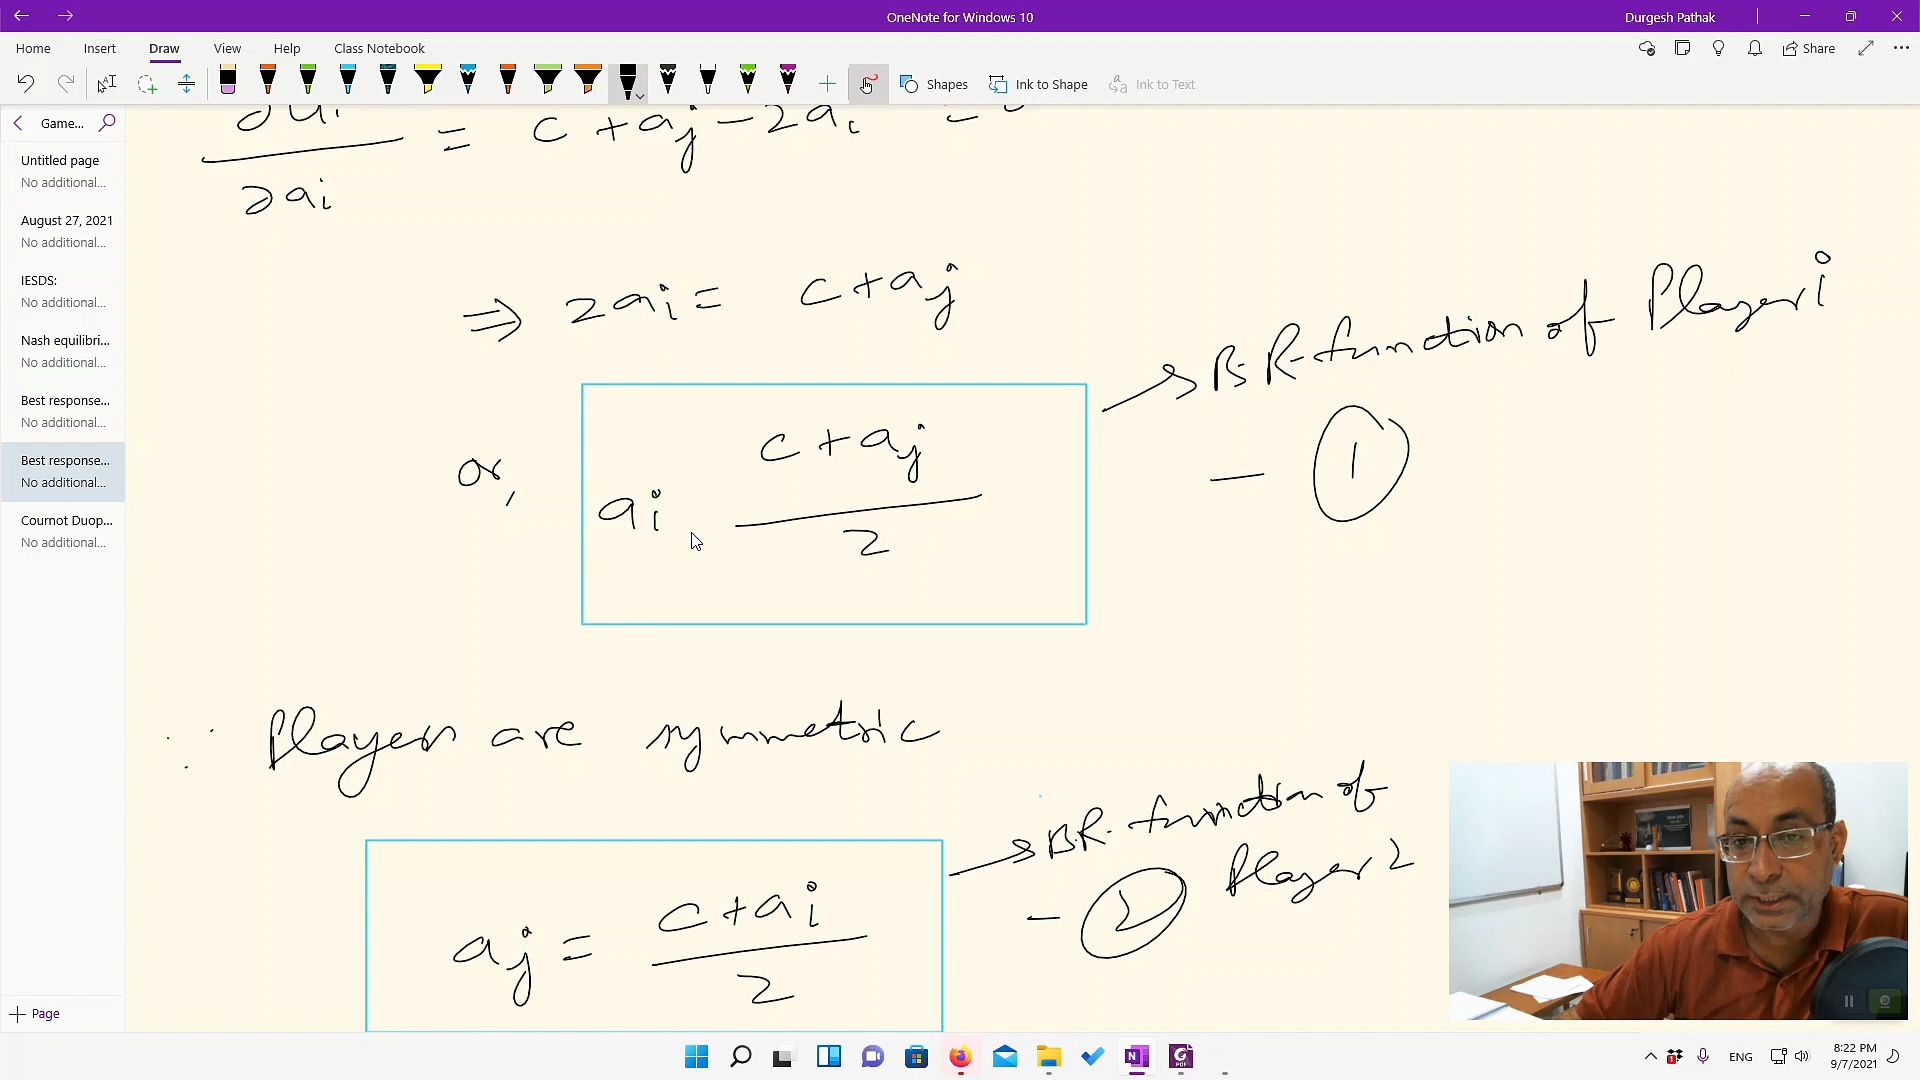 OneNote for Windows 10
Durgesh Pathak
Home Insert Draw View Help Class Notebook
Share
Shapes
Ink to Shape
Ink to Text
Game...
Untitled page
No additional...
August 27, 2021
No additional...
IESDS:
No additional...
Nash equilibri...
No additional...
Best response...
No additional...
Best response...
No additional...
Cournot Duop...
No additional...
Page
∂ui/∂ai = c + aj - 2ai = 0
⇒ 2ai = c + aj
or, ai (c + aj)/2
→ B.R. function of Player i
- 1
∵ Players are symmetric
aj = (c + ai)/2
→ B.R. function of
- 2 Player 2
ENG
8:22 PM
9/7/2021